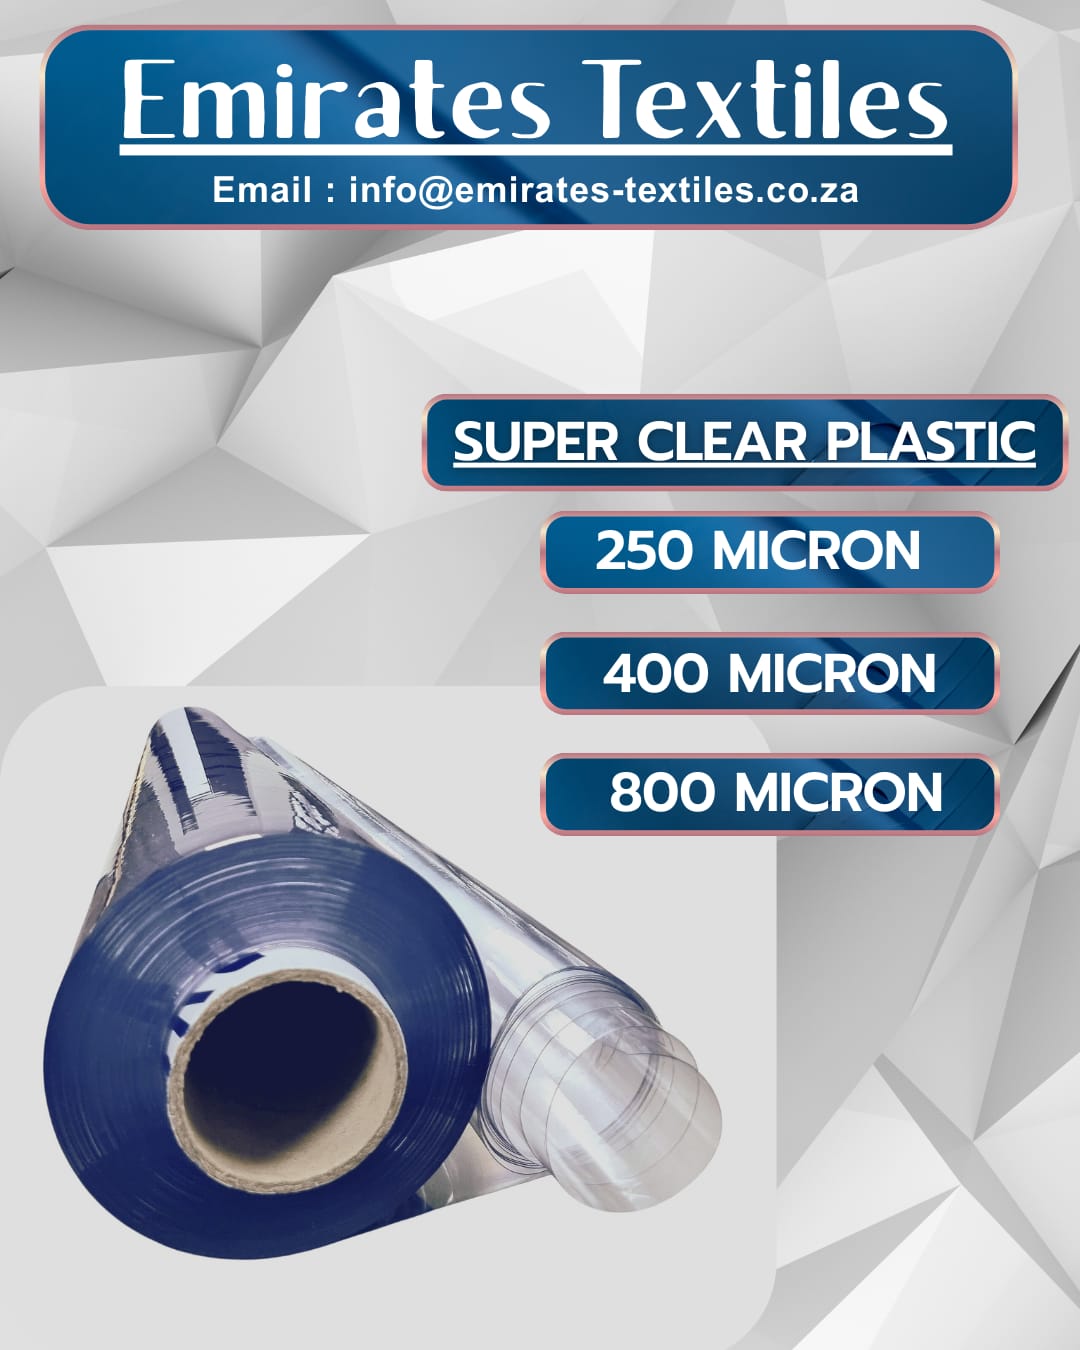 Emirates Textiles
Email : info@emirates-textiles.co.za
SUPER CLEAR PLASTIC
250 MICRON
400 MICRON
800 MICRON